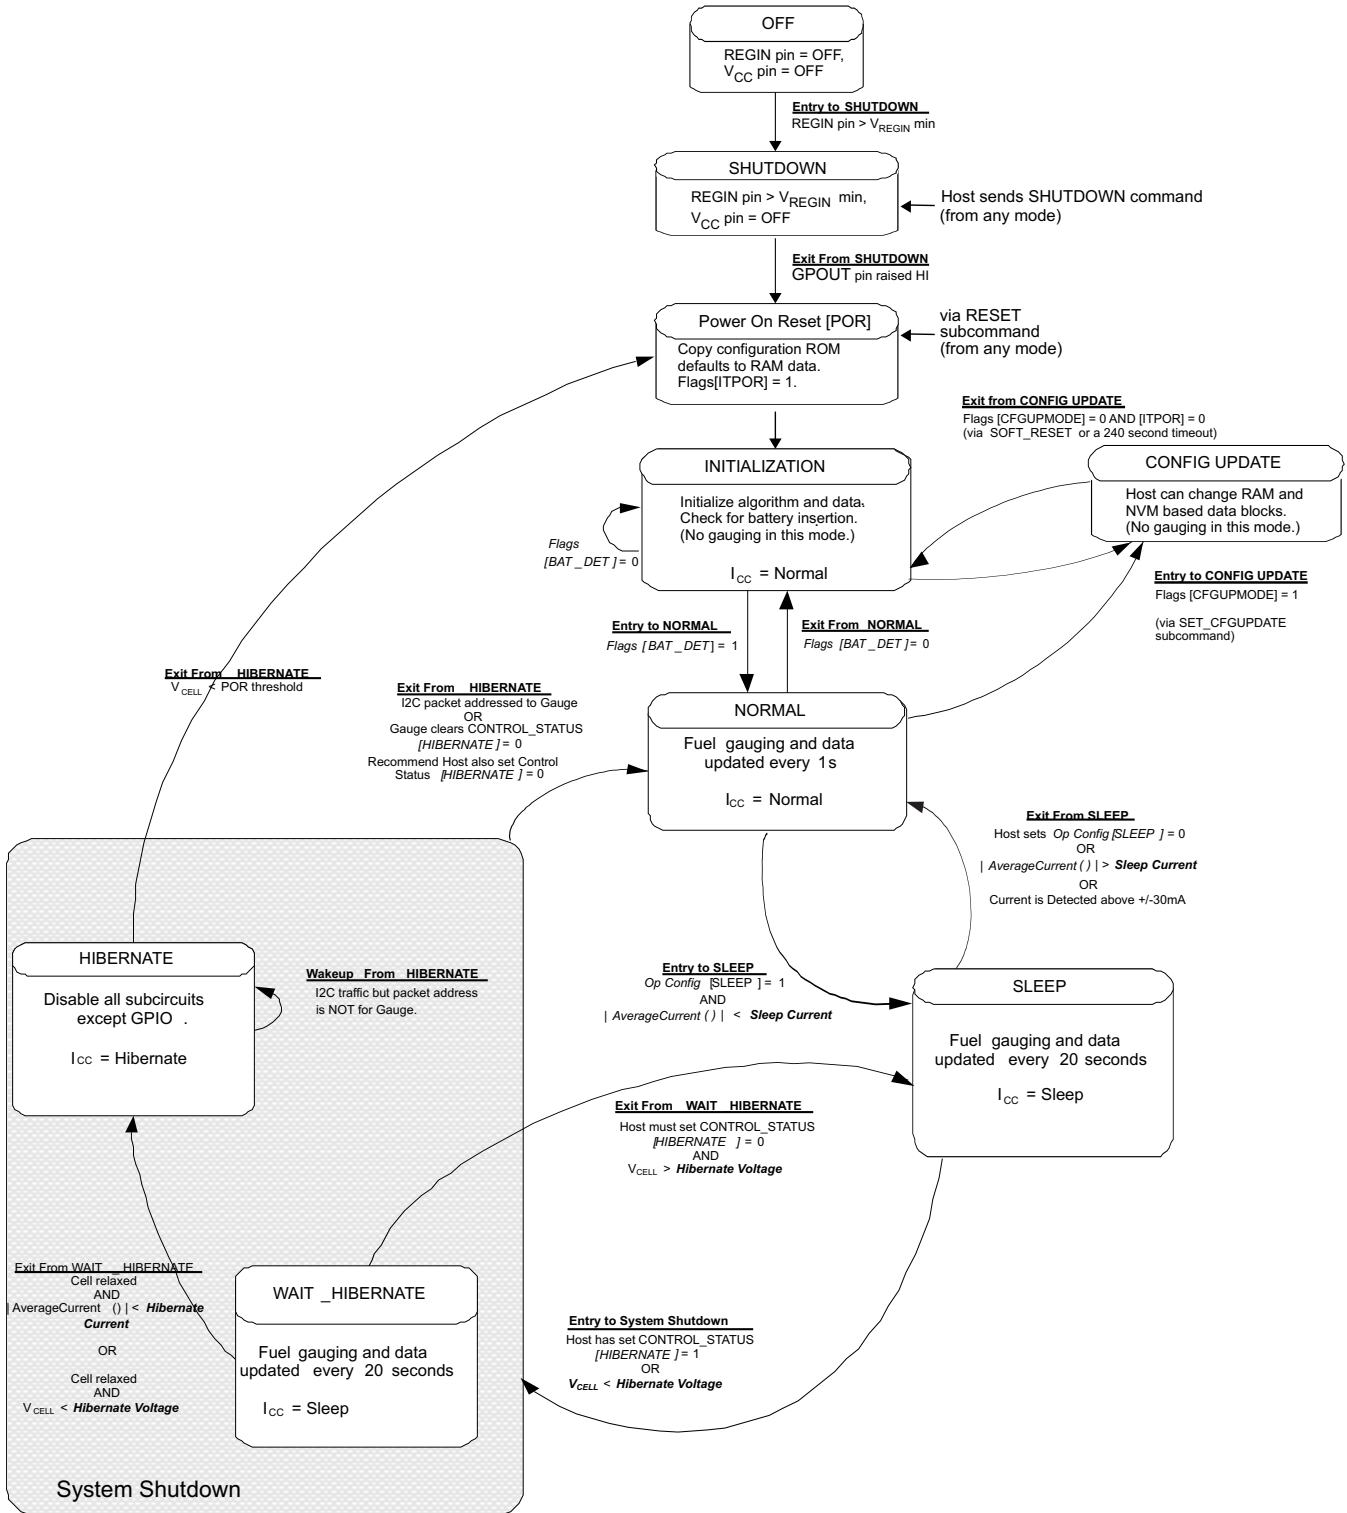 OFF
REGIN pin = OFF,
VCC pin = OFF
Entry to SHUTDOWN
REGIN pin > VREGIN min
SHUTDOWN
REGIN pin > VREGIN min,
VCC pin = OFF
Host sends SHUTDOWN command
(from any mode)
Exit From SHUTDOWN
GPOUT pin raised HI
Power On Reset [POR]
Copy configuration ROM
defaults to RAM data.
Flags[ITPOR] = 1.
via RESET
subcommand
(from any mode)
Exit from CONFIG UPDATE
Flags [CFGUPMODE] = 0 AND [ITPOR] = 0
(via SOFT_RESET or a 240 second timeout)
INITIALIZATION
Initialize algorithm and data.
Check for battery insertion.
(No gauging in this mode.)
ICC = Normal
Flags
[BAT_DET] = 0
CONFIG UPDATE
Host can change RAM and
NVM based data blocks.
(No gauging in this mode.)
Entry to CONFIG UPDATE
Flags [CFGUPMODE] = 1
(via SET_CFGUPDATE
subcommand)
Entry to NORMAL
Flags [BAT_DET] = 1
Exit From NORMAL
Flags [BAT_DET] = 0
Exit From HIBERNATE
VCELL < POR threshold
Exit From HIBERNATE
I2C packet addressed to Gauge
OR
Gauge clears CONTROL_STATUS
[HIBERNATE] = 0
Recommend Host also set Control
Status [HIBERNATE] = 0
NORMAL
Fuel gauging and data
updated every 1s
ICC = Normal
Exit From SLEEP
Host sets Op Config [SLEEP] = 0
OR
| AverageCurrent ( ) | > Sleep Current
OR
Current is Detected above +/-30mA
HIBERNATE
Disable all subcircuits
except GPIO .
ICC = Hibernate
Wakeup From HIBERNATE
I2C traffic but packet address
is NOT for Gauge.
Entry to SLEEP
Op Config [SLEEP] = 1
AND
| AverageCurrent ( ) | < Sleep Current
SLEEP
Fuel gauging and data
updated every 20 seconds
ICC = Sleep
Exit From WAIT_HIBERNATE
Host must set CONTROL_STATUS
[HIBERNATE] = 0
AND
VCELL > Hibernate Voltage
Exit From WAIT_HIBERNATE
Cell relaxed
AND
| AverageCurrent () | < Hibernate
Current
OR
Cell relaxed
AND
VCELL < Hibernate Voltage
WAIT_HIBERNATE
Fuel gauging and data
updated every 20 seconds
ICC = Sleep
Entry to System Shutdown
Host has set CONTROL_STATUS
[HIBERNATE] = 1
OR
VCELL < Hibernate Voltage
System Shutdown